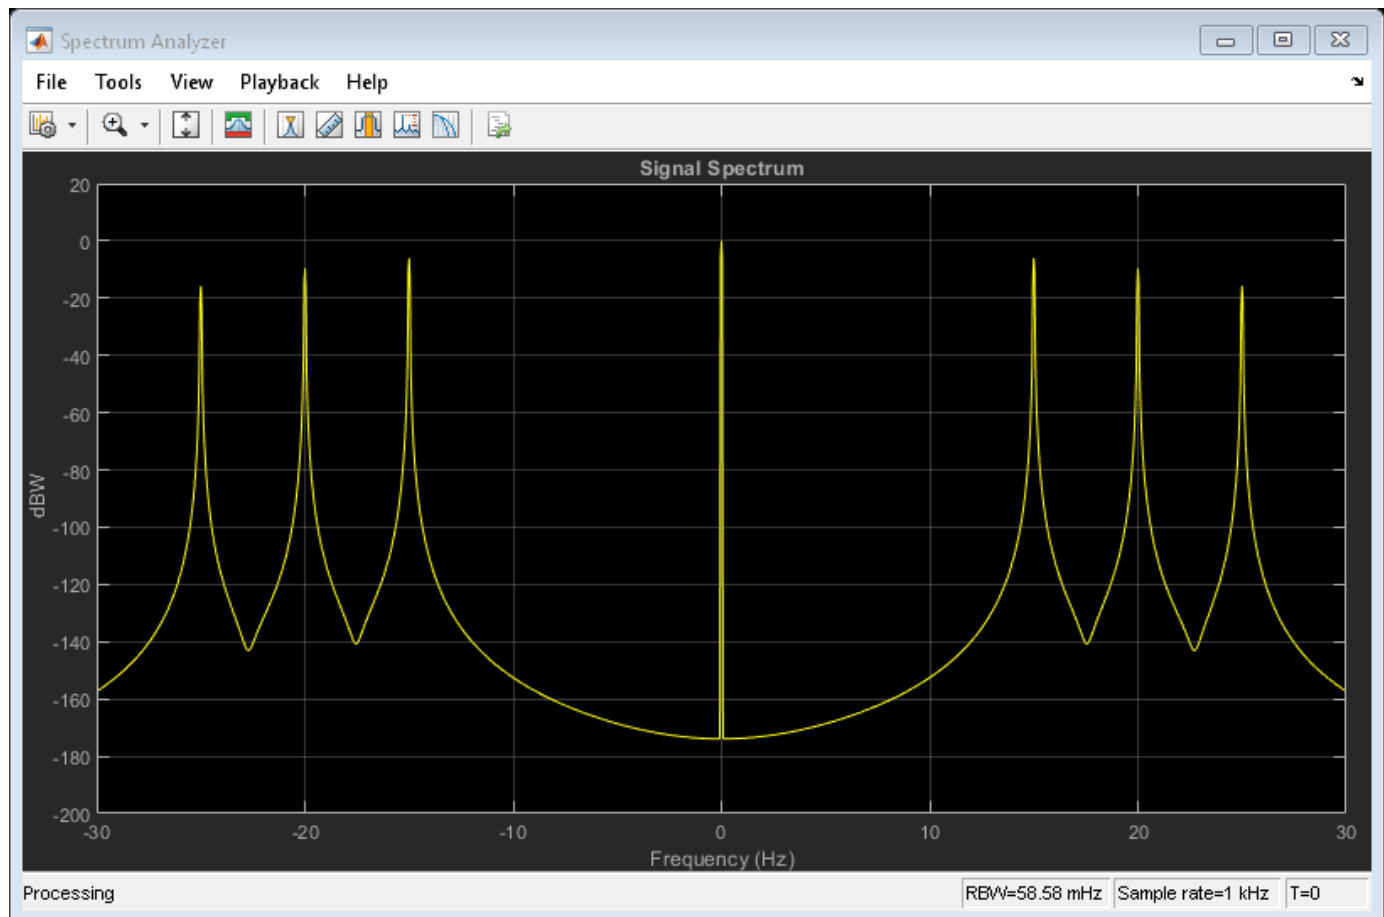 Spectrum Analyzer
File Tools View Playback Help
Signal Spectrum
20
0
-20
-40
-60
-80
-100
-120
-140
-160
-180
-200
dBW
-30 -20 -10 0 10 20 30
Frequency (Hz)
Processing RBW=58.58 mHz Sample rate=1 kHz T=0